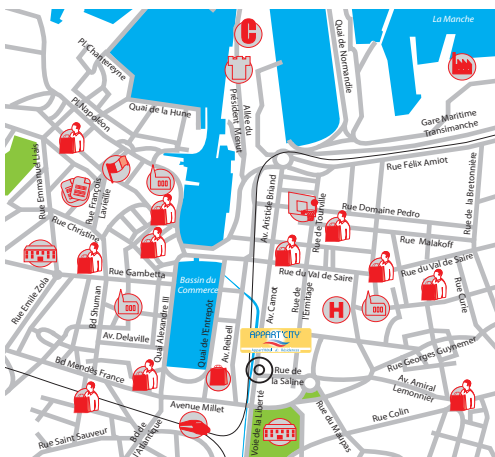 La Manche
Pl. Chantereyne
Quai de Normandie
C
Pl. Napoléon
Quai de la Hune
Allée du
Président Menut
Gare Maritime
Transmanche
Rue Emmanuel Liais
Rue François
Lavieille
Rue Félix Amiot
Rue de la Bretonnière
Av. Aristide Briand
Rue de Tourville
Rue Domaine Pedro
Rue Christine
Rue Malakoff
Rue Gambetta
Rue du Val de Saire
Rue du Val de Saire
Rue Emile Zola
Bassin du
Commerce
Bd Shuman
Quai Alexandre III
Quai de l'Entrepôt
Av. Carnot
Rue de
l'Ermitage
H
Rue Curie
Av. Delaville
Av. Reibell
APPART'CITY
Rue Georges Guynemer
Bd Mendés France
Rue de
la Saline
Av. Amiral
Lemonnier
Avenue Millet
Rue Colin
Voie de la Liberté
Rue du Maupas
Rue Saint Sauveur
Bd de
l'Atlantique